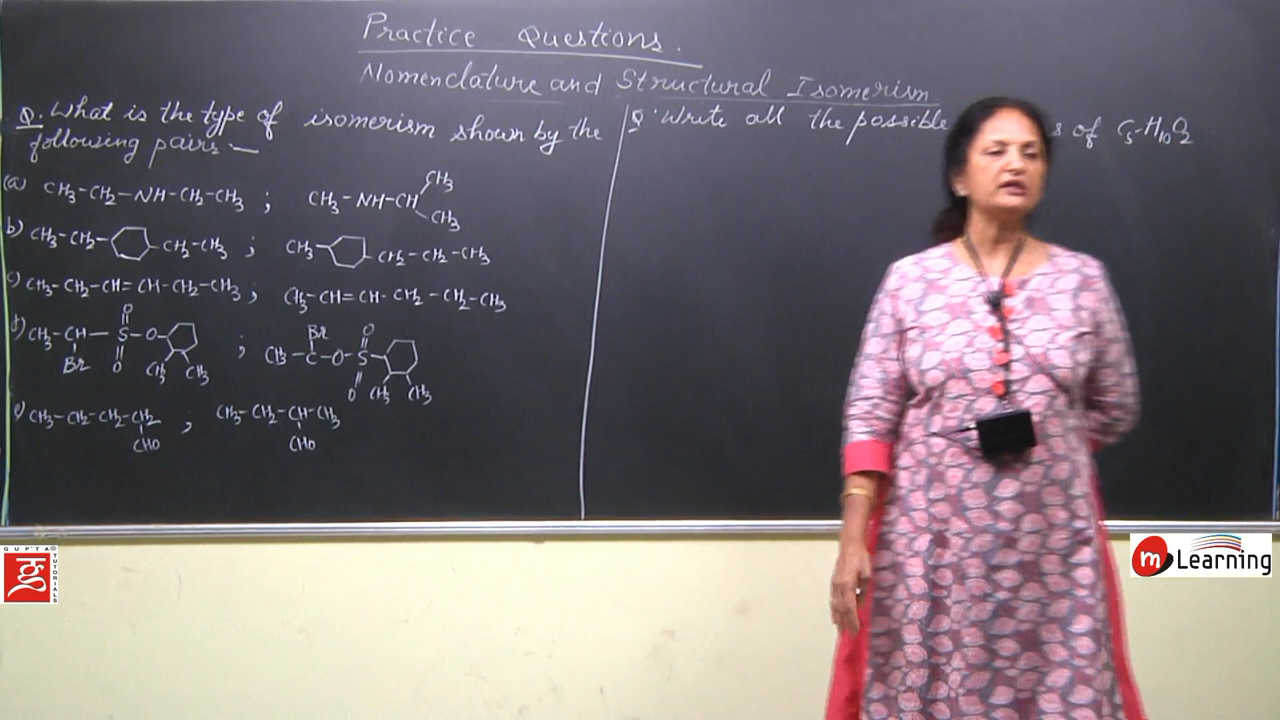 Practice Questions.
Nomenclature and Structural Isomerism
Q. What is the type of isomerism shown by the
following pairs :—
(a) CH3-CH2-NH-CH2-CH3 ; CH3-NH-CH
CH3
CH3
b) CH3-CH2- -CH2-CH3 ; CH3- -CH2-CH2-CH3
c) CH3-CH2-CH=CH-CH2-CH3 ; CH3-CH=CH-CH2-CH2-CH3
d) CH3-CH-S-O- ; CH3-C-O-S-
Br O O CH3 CH3
Br O O CH3 CH3
e) CH3-CH2-CH2-CH2 , CH3-CH2-CH-CH3
CHO CHO
Q. Write all the possible s of C5H10O2
GUPTA
TUTORIALS
m Learning